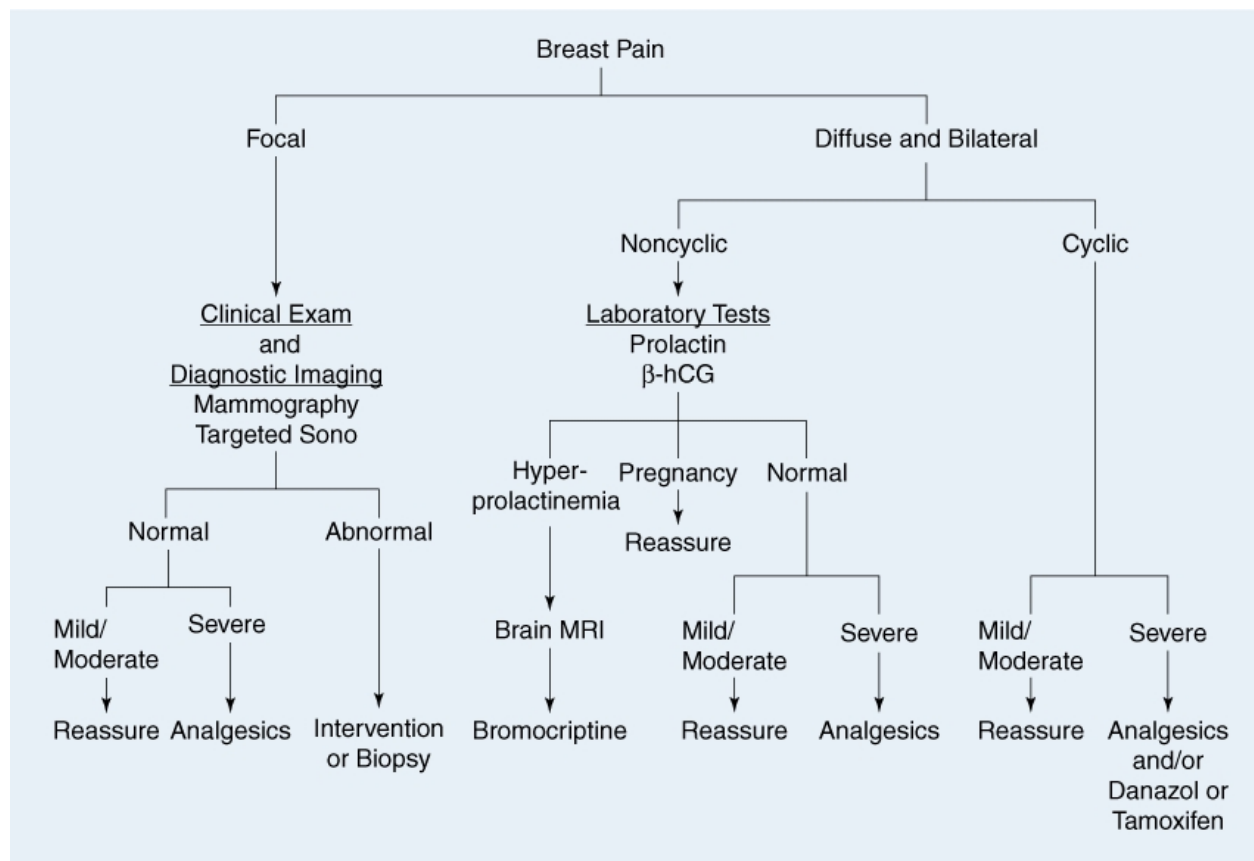 Breast Pain
Focal
Diffuse and Bilateral
Noncyclic
Cyclic
Clinical Exam
and
Diagnostic Imaging
Mammography
Targeted Sono
Laboratory Tests
Prolactin
β-hCG
Normal
Abnormal
Hyper-
prolactinemia
Pregnancy
Normal
Reassure
Mild/
Moderate
Severe
Brain MRI
Mild/
Moderate
Severe
Mild/
Moderate
Severe
Reassure
Analgesics
Intervention
or Biopsy
Bromocriptine
Reassure
Analgesics
Reassure
Analgesics
and/or
Danazol or
Tamoxifen